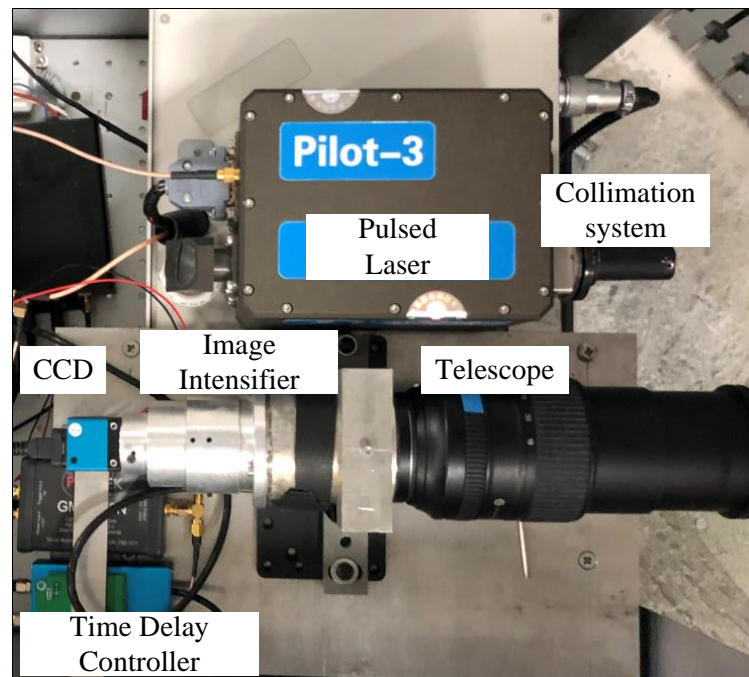 Pilot-3
Collimation
system
Pulsed
Laser
Image
Intensifier
CCD
Telescope
Time Delay
Controller